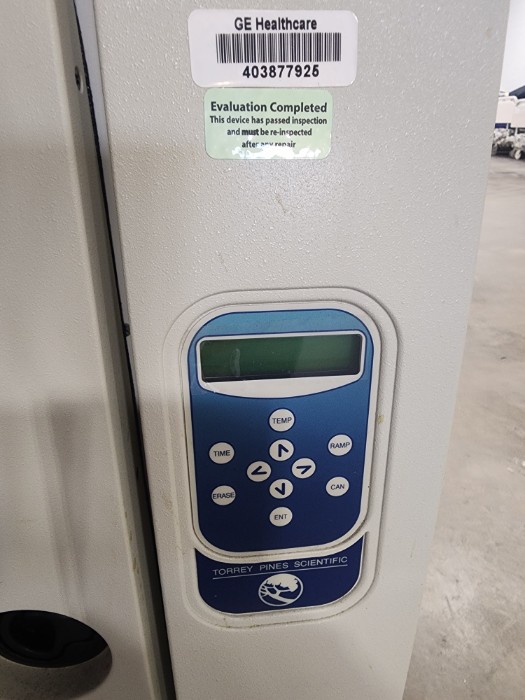 GE Healthcare
403877925
Evaluation Completed
This device has passed inspection
and must be re-inspected
after any repair
TEMP
TIME
RAMP
ERASE
CAN
ENT
TORREY PINES SCIENTIFIC